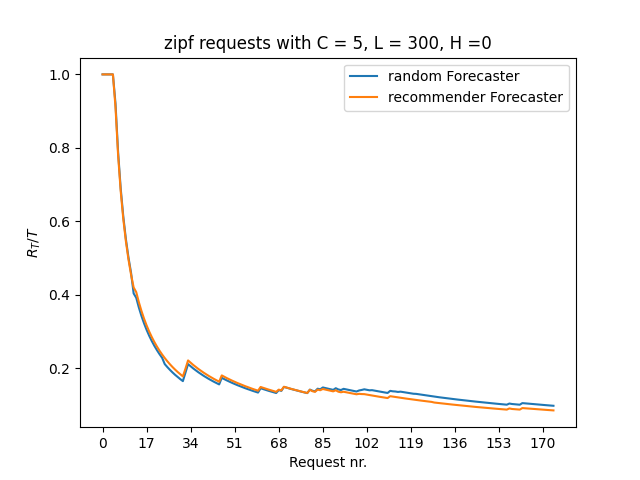 zipf requests with C = 5, L = 300, H =0
random Forecaster
recommender Forecaster
1.0
0.8
0.6
0.4
0.2
R_T/T
0 17 34 51 68 85 102 119 136 153 170
Request nr.